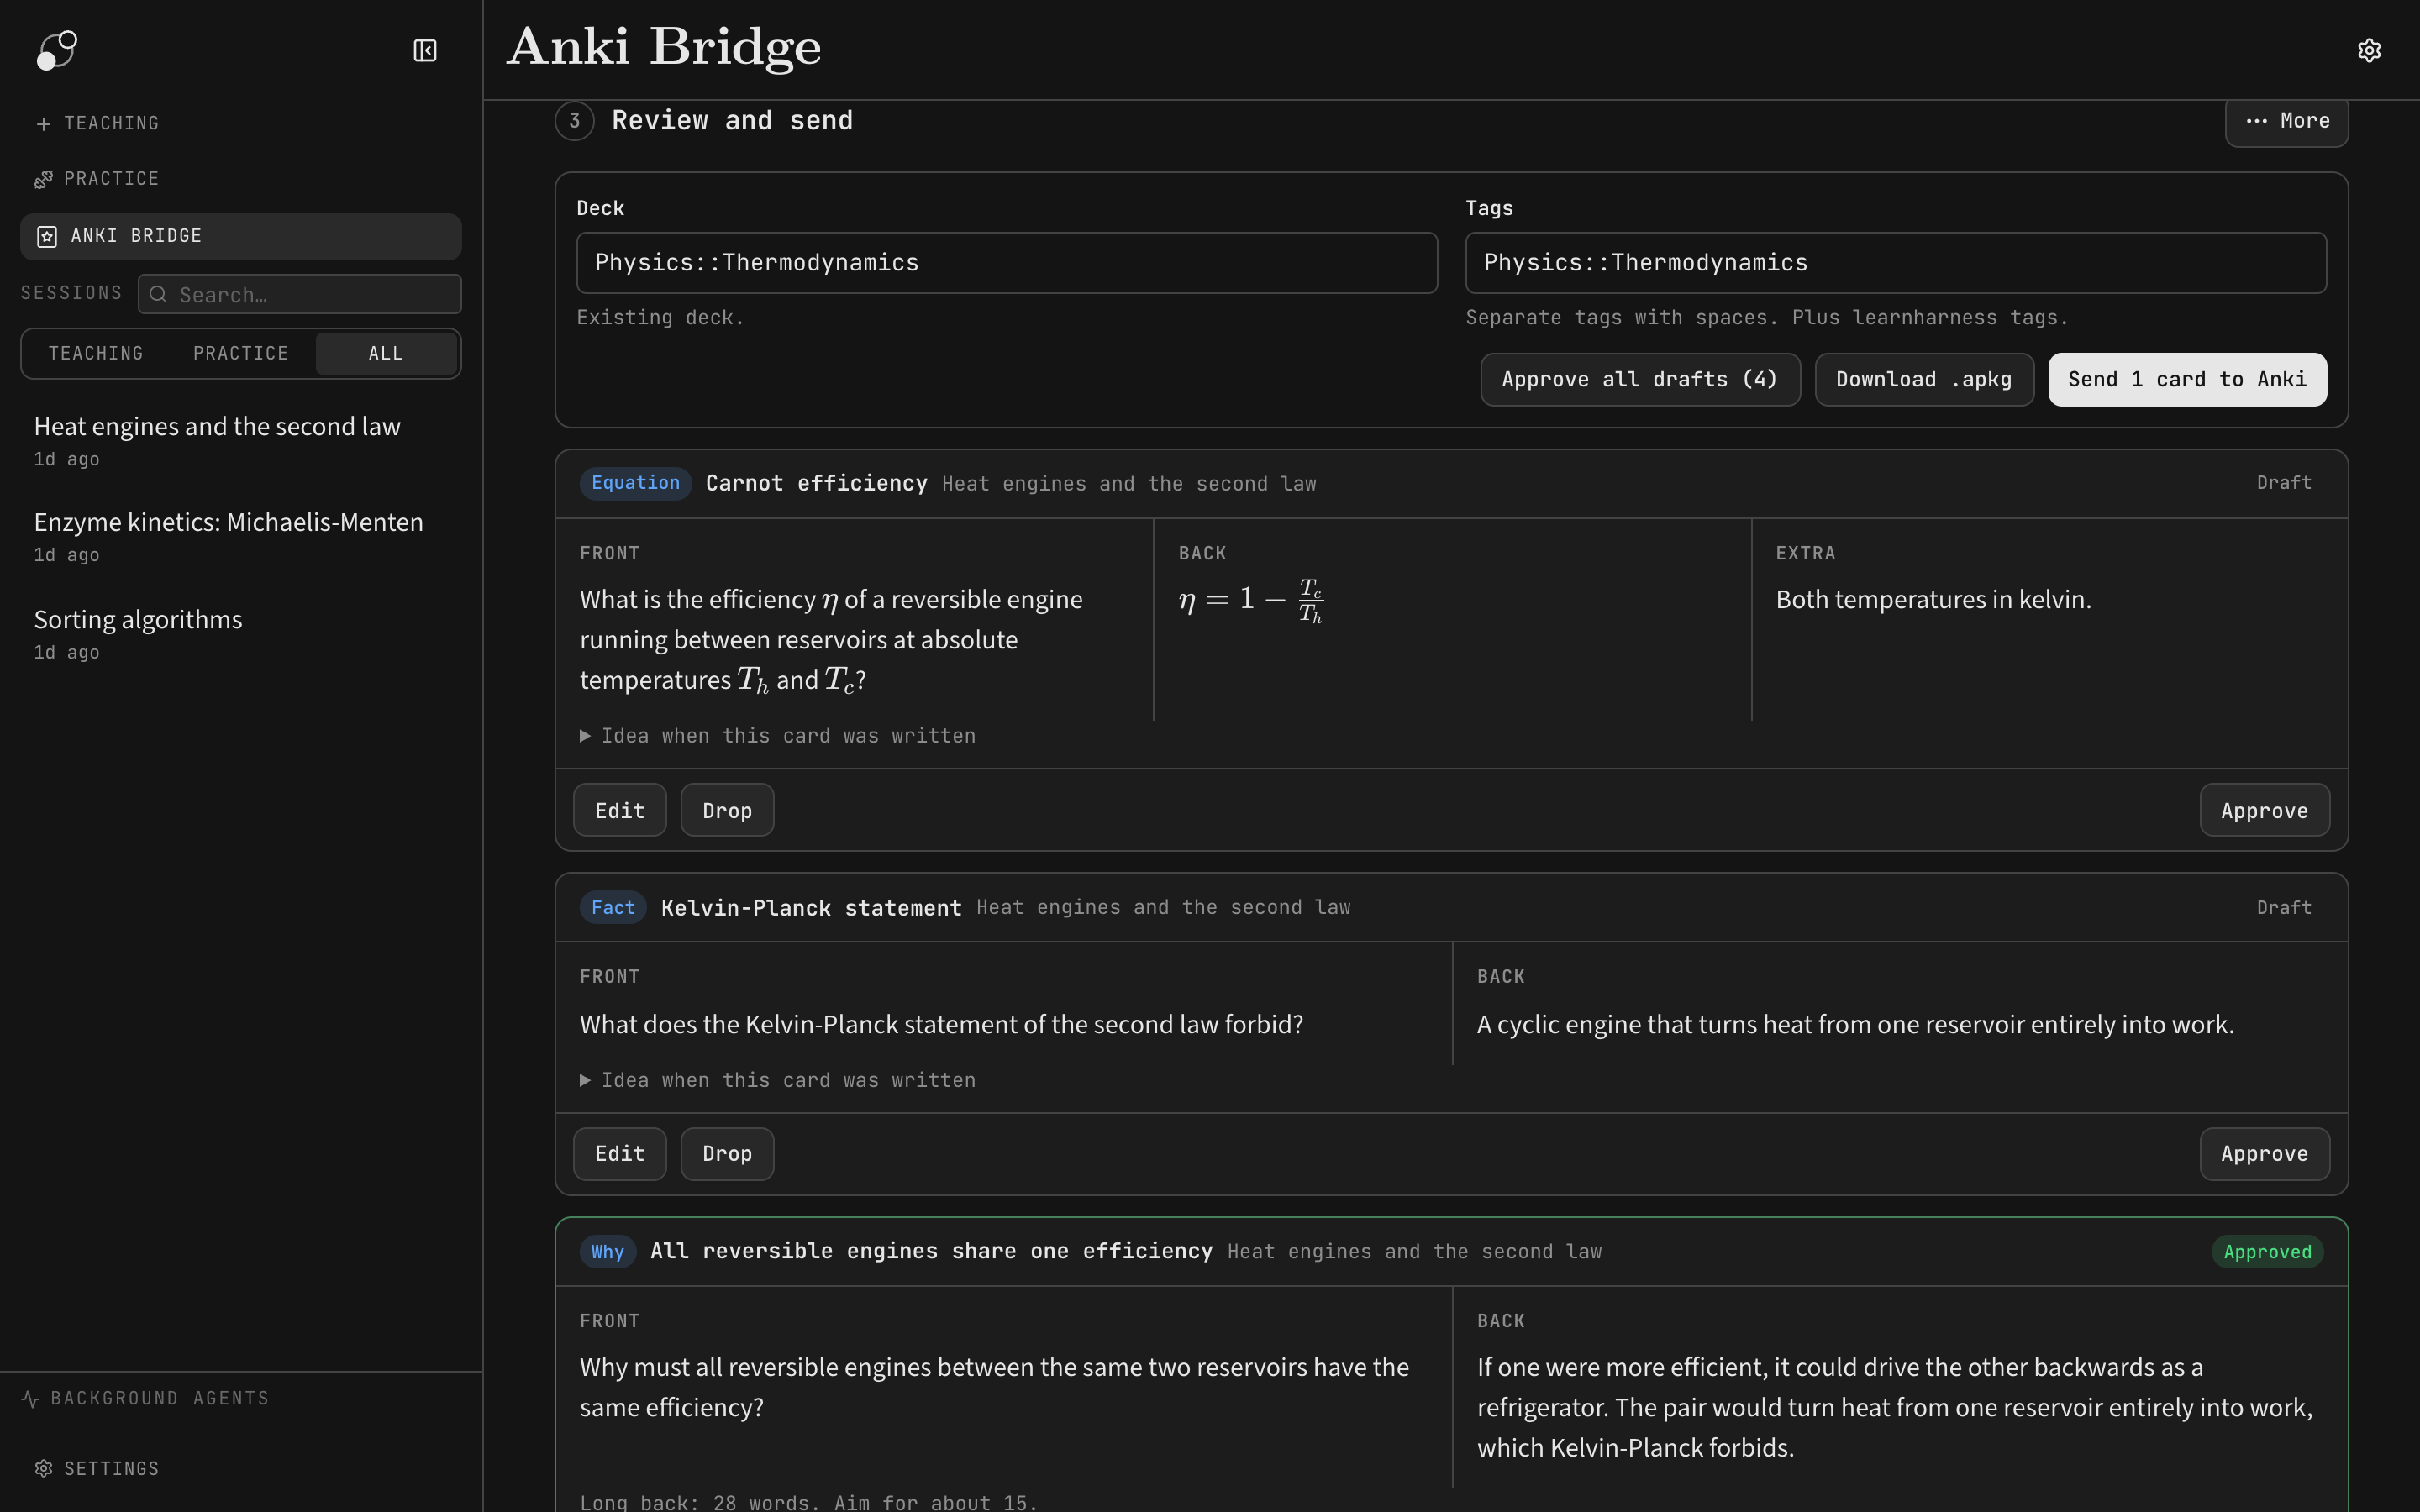 Anki Bridge
TEACHING
PRACTICE
ANKI BRIDGE
SESSIONS
Search…
TEACHING PRACTICE ALL
Heat engines and the second law
1d ago
Enzyme kinetics: Michaelis-Menten
1d ago
Sorting algorithms
1d ago
BACKGROUND AGENTS
SETTINGS
3 Review and send
··· More
Deck
Physics::Thermodynamics
Existing deck.
Tags
Physics::Thermodynamics
Separate tags with spaces. Plus learnharness tags.
Approve all drafts (4) Download .apkg Send 1 card to Anki
Equation Carnot efficiency Heat engines and the second law Draft
FRONT
What is the efficiency η of a reversible engine
running between reservoirs at absolute
temperatures T_h and T_c?
BACK
η = 1 − T_c/T_h
EXTRA
Both temperatures in kelvin.
▶ Idea when this card was written
Edit Drop Approve
Fact Kelvin-Planck statement Heat engines and the second law Draft
FRONT
What does the Kelvin-Planck statement of the second law forbid?
BACK
A cyclic engine that turns heat from one reservoir entirely into work.
▶ Idea when this card was written
Edit Drop Approve
Why All reversible engines share one efficiency Heat engines and the second law Approved
FRONT
Why must all reversible engines between the same two reservoirs have the
same efficiency?
BACK
If one were more efficient, it could drive the other backwards as a
refrigerator. The pair would turn heat from one reservoir entirely into work,
which Kelvin-Planck forbids.
Long back: 28 words. Aim for about 15.